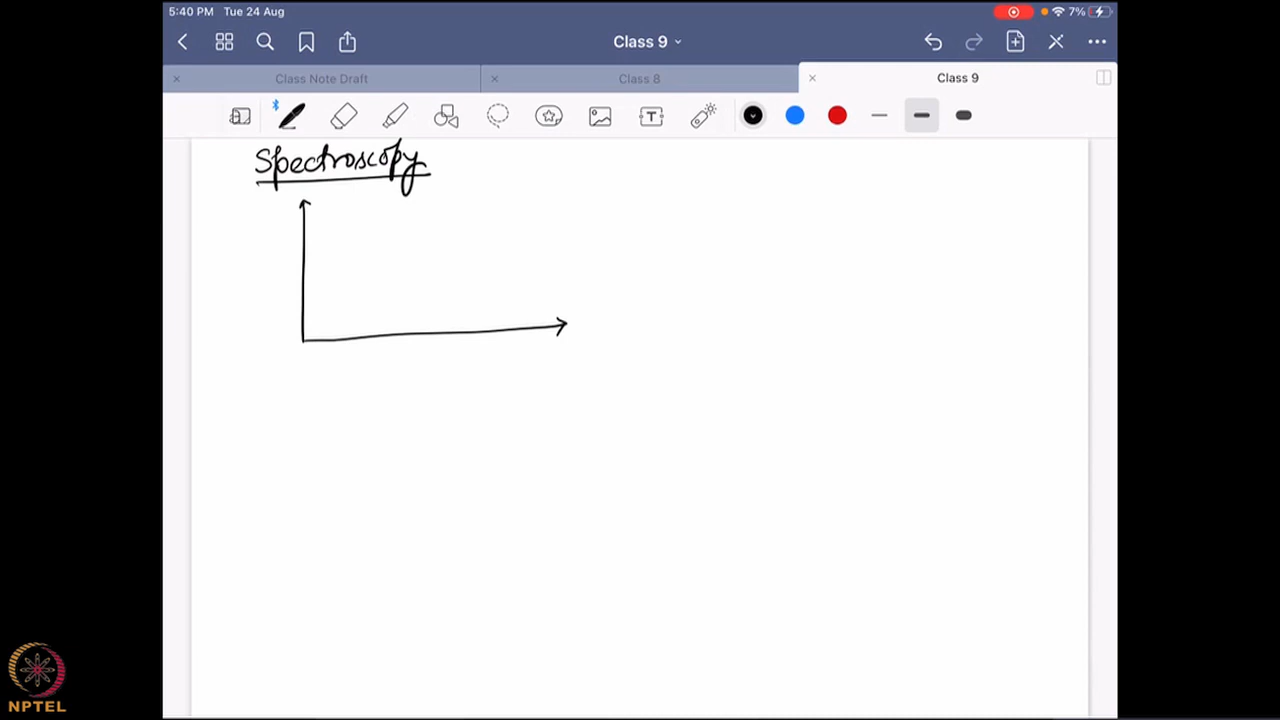 5:40 PM Tue 24 Aug 7%
Class 9
Class Note Draft Class 8 Class 9
T
Spectroscopy
NPTEL